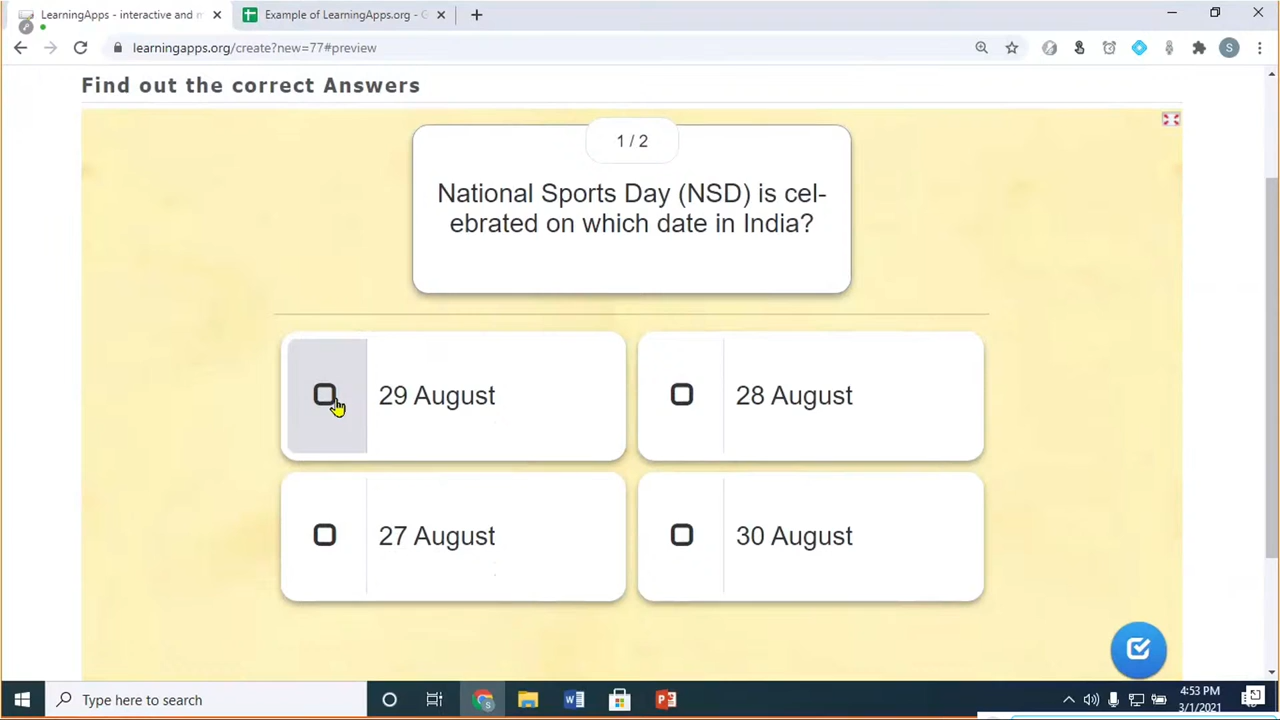 LearningApps - interactive and m
Example of LearningApps.org - G
learningapps.org/create?new=77#preview
S
Find out the correct Answers
1 / 2
National Sports Day (NSD) is cel-
ebrated on which date in India?
29 August
28 August
27 August
30 August
Type here to search
4:53 PM
3/1/2021